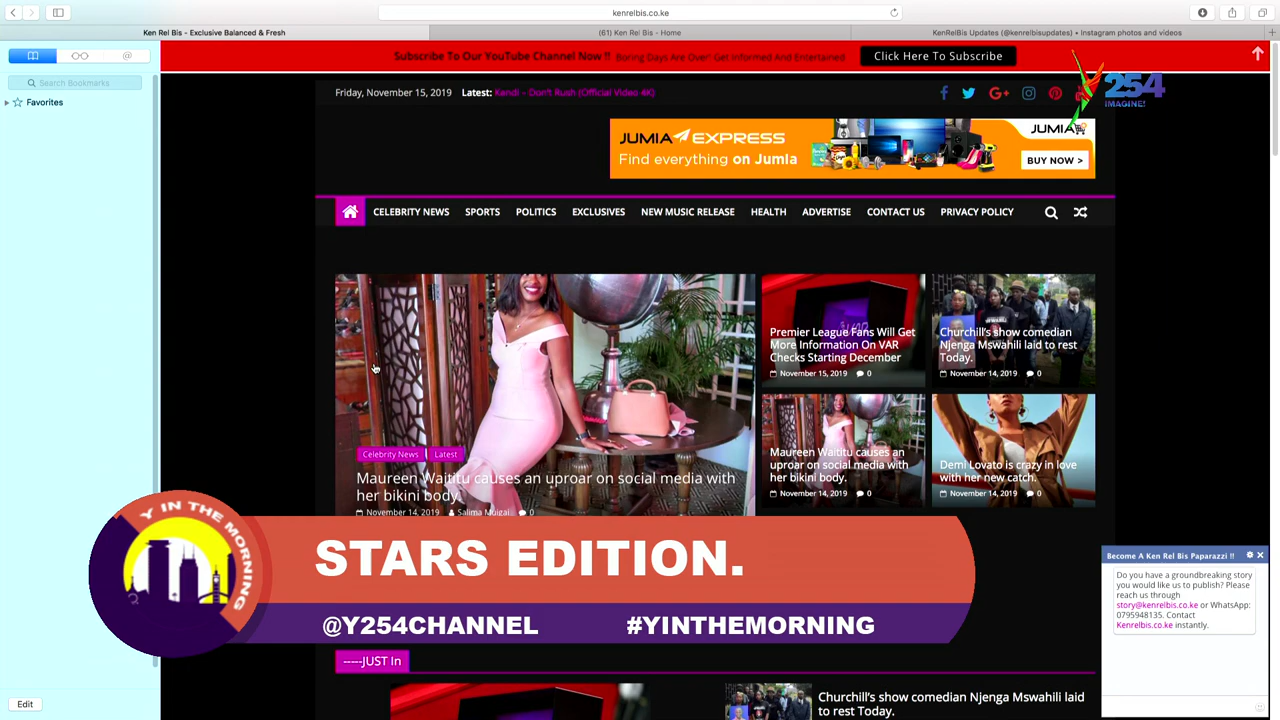 kenrelbis.co.ke
Ken Rel Bis - Exclusive Balanced & Fresh
(61) Ken Rel Bis - Home
KenRelBis Updates (@kenrelbisupdates) • Instagram photos and videos
Search Bookmarks
Favorites
Subscribe To Our YouTube Channel Now !! Boring Days Are Over! Get Informed And Entertained
Click Here To Subscribe
Friday, November 15, 2019 Latest: Kendi – Don't Rush (Official Video 4K)
254
IMAGINE!
JUMIA EXPRESS
Find everything on Jumia
JUMIA
BUY NOW >
CELEBRITY NEWS SPORTS POLITICS EXCLUSIVES NEW MUSIC RELEASE HEALTH ADVERTISE CONTACT US PRIVACY POLICY
Celebrity News Latest
Maureen Waititu causes an uproar on social media with
her bikini body.
November 14, 2019 Salima Muigai 0
Premier League Fans Will Get
More Information On VAR
Checks Starting December
November 15, 2019 0
Churchill's show comedian
Njenga Mswahili laid to rest
Today.
November 14, 2019 0
Maureen Waititu causes an
uproar on social media with
her bikini body.
November 14, 2019 0
Demi Lovato is crazy in love
with her new catch.
November 14, 2019 0
Y IN THE MORNING
STARS EDITION.
@Y254CHANNEL #YINTHEMORNING
Become A Ken Rel Bis Paparazzi !!
Do you have a groundbreaking story
you would like us to publish? Please
reach us through
story@kenrelbis.co.ke or WhatsApp:
0795948135. Contact
Kenrelbis.co.ke instantly.
-----JUST In
Churchill's show comedian Njenga Mswahili laid
to rest Today.
Edit